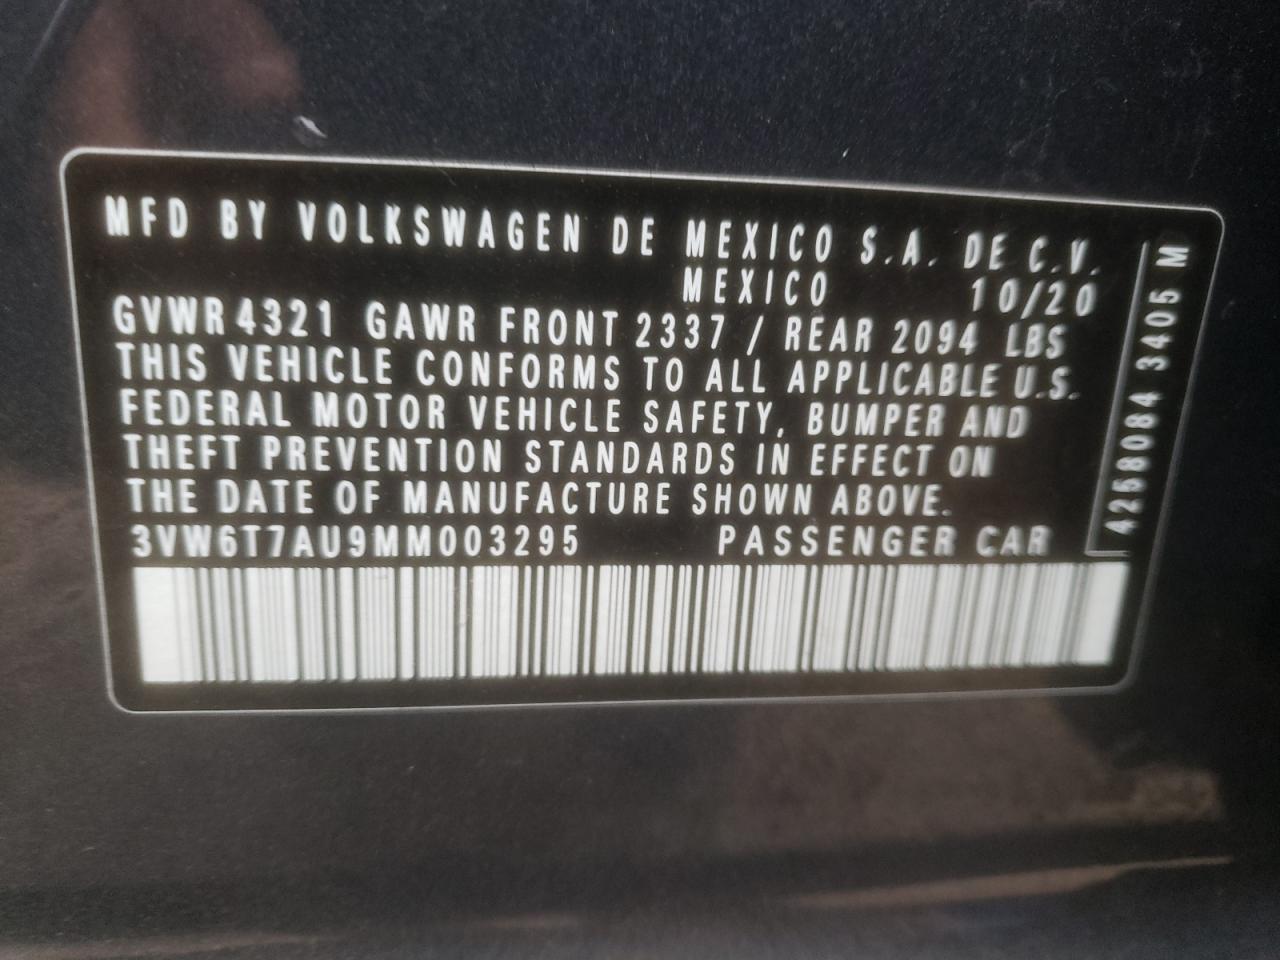 MFD BY VOLKSWAGEN DE MEXICO S.A. DE C.V.
MEXICO 10/20
GVWR 4321 GAWR FRONT 2337 / REAR 2094 LBS
THIS VEHICLE CONFORMS TO ALL APPLICABLE U.S.
FEDERAL MOTOR VEHICLE SAFETY, BUMPER AND
THEFT PREVENTION STANDARDS IN EFFECT ON
THE DATE OF MANUFACTURE SHOWN ABOVE.
3VW6T7AU9MM003295 PASSENGER CAR
4258084 3405 M